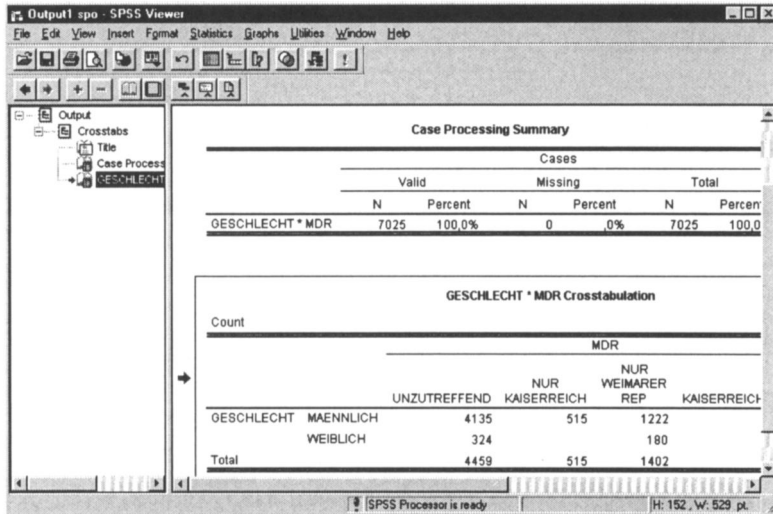 Output1 spo - SPSS Viewer
File Edit View Insert Format Statistics Graphs Utilities Window Help
Output
Crosstabs
Title
Case Process
GESCHLECHT
Case Processing Summary
Cases
Valid Missing Total
N Percent N Percent N Percen
GESCHLECHT * MDR 7025 100,0% 0 ,0% 7025 100,0
GESCHLECHT * MDR Crosstabulation
Count
MDR
UNZUTREFFEND NUR KAISERREICH NUR WEIMARER REP KAISERREICH
GESCHLECHT MAENNLICH 4135 515 1222
WEIBLICH 324 180
Total 4459 515 1402
SPSS Processor is ready H: 152 , W: 529 pt.